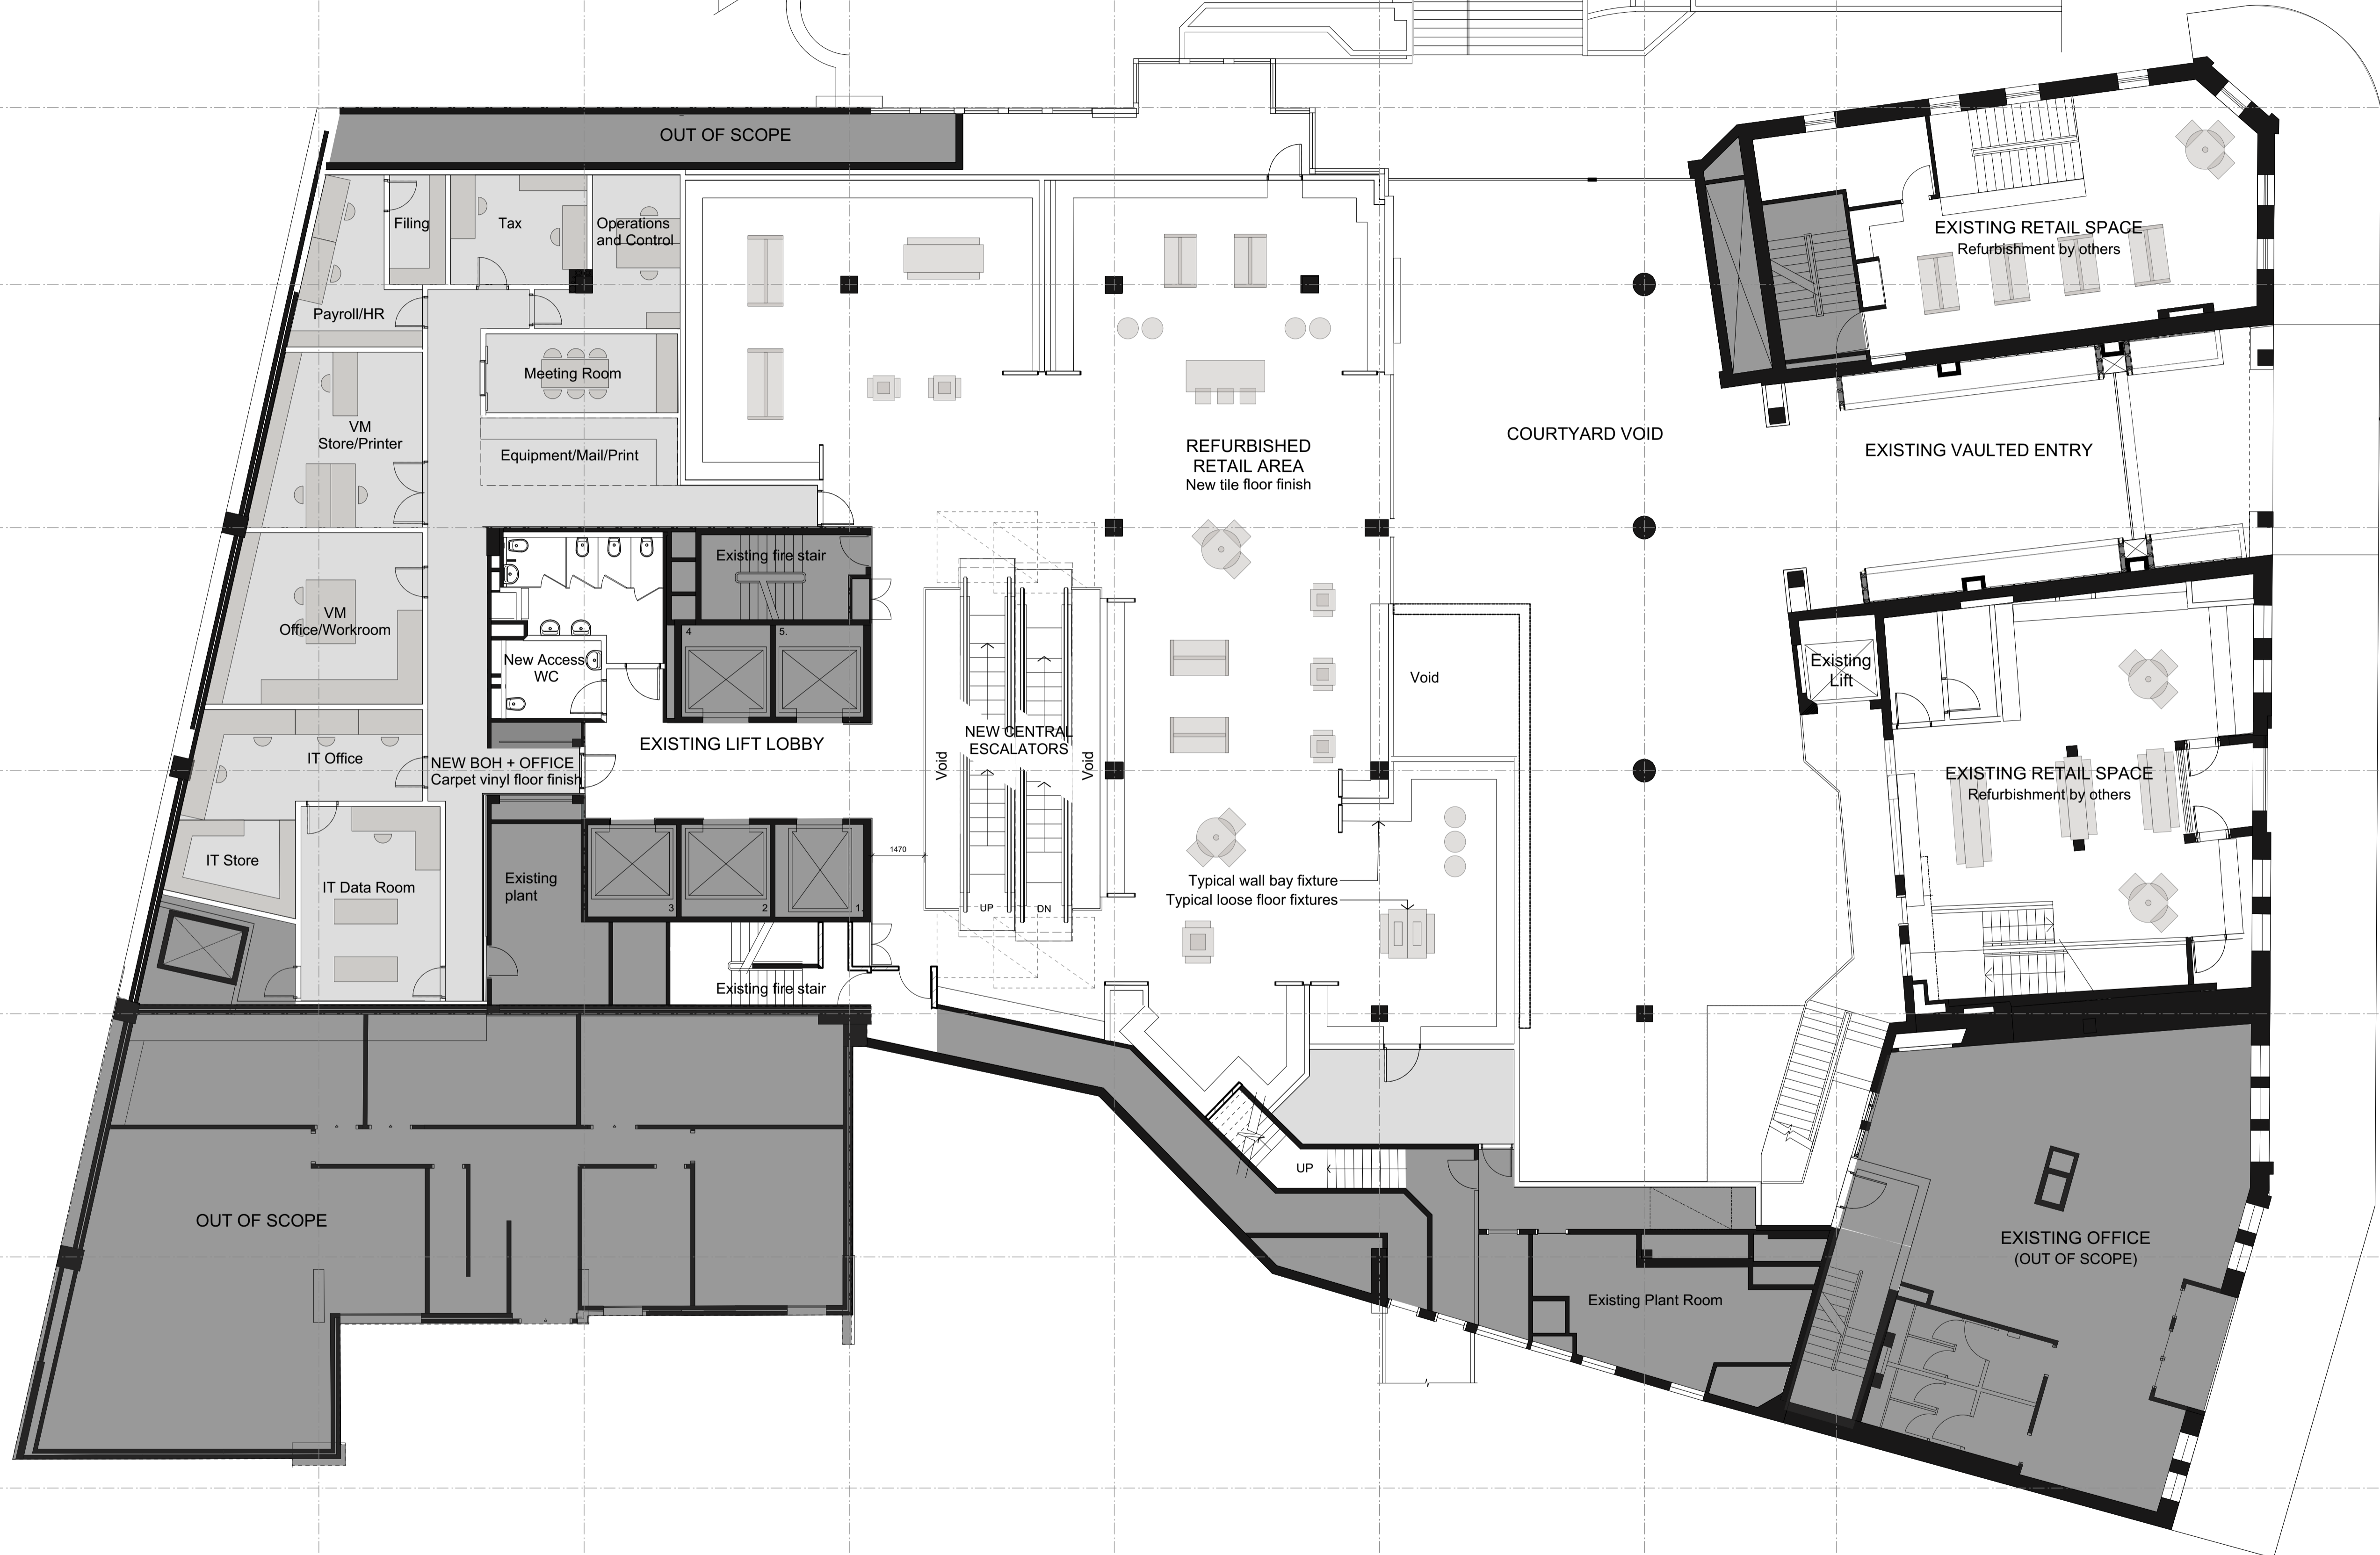 OUT OF SCOPE
Filing
Tax
Operations
and Control
Payroll/HR
Meeting Room
VM
Store/Printer
Equipment/Mail/Print
EXISTING RETAIL SPACE
Refurbishment by others
REFURBISHED
RETAIL AREA
New tile floor finish
COURTYARD VOID
EXISTING VAULTED ENTRY
Existing fire stair
VM
Office/Workroom
New Access
WC
4
5.
Void
Existing
Lift
EXISTING LIFT LOBBY
NEW CENTRAL
ESCALATORS
Void
Void
IT Office
NEW BOH + OFFICE
Carpet vinyl floor finish
EXISTING RETAIL SPACE
Refurbishment by others
1470
IT Store
IT Data Room
Existing
plant
3
2
1.
UP
DN
Typical wall bay fixture
Typical loose floor fixtures
Existing fire stair
UP
OUT OF SCOPE
EXISTING OFFICE
(OUT OF SCOPE)
Existing Plant Room